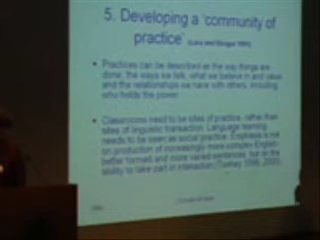 5. Developing a 'community of
practice' (Lave and Wenger 1991)
• Practices can be described as the way things are
done, the ways we talk, what we believe in and value
and the relationships we have with others, including
who holds the power.
• Classrooms need to be sites of practice, rather than
sites of linguistic transaction. Language learning
needs to be seen as social practice. Emphasis is not
on production of increasingly more complex English
better formed and more varied sentences, but on the
ability to take part in interaction (Toohey 1996, 2000)